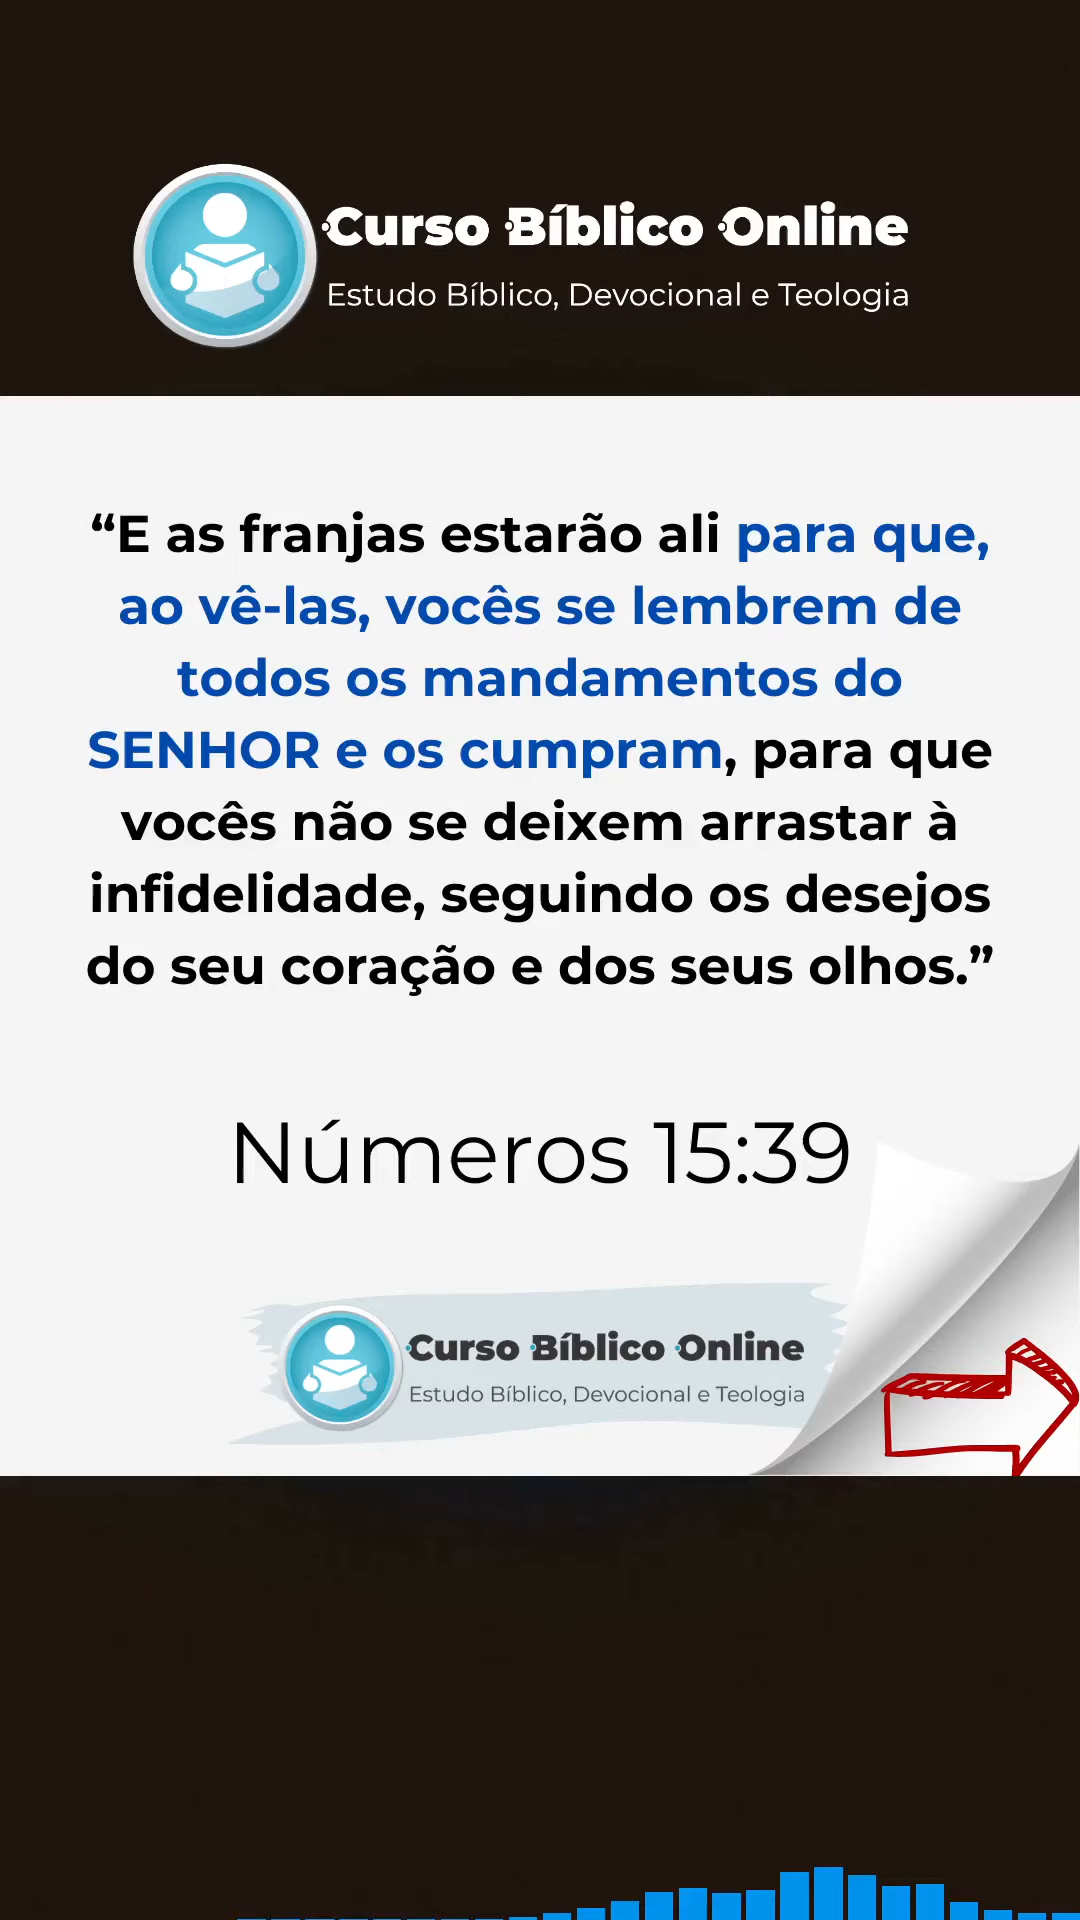 Curso Bíblico Online
Estudo Bíblico, Devocional e Teologia
“E as franjas estarão ali para que,
ao vê-las, vocês se lembrem de
todos os mandamentos do
SENHOR e os cumpram, para que
vocês não se deixem arrastar à
infidelidade, seguindo os desejos
do seu coração e dos seus olhos.”
Números 15:39
Curso Bíblico Online
Estudo Bíblico, Devocional e Teologia